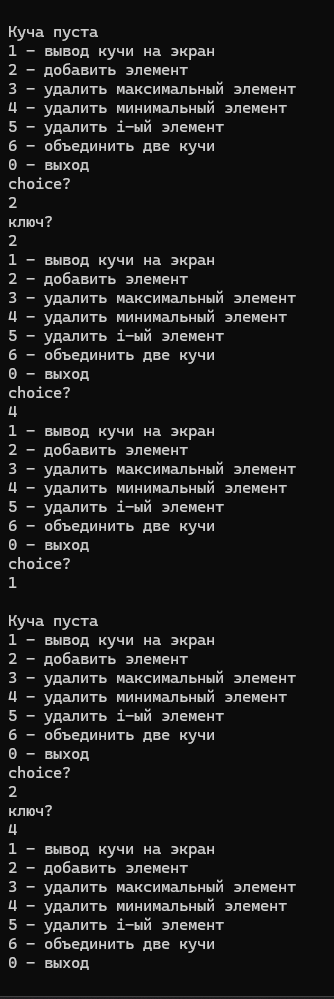 Куча пуста
1 — вывод кучи на экран
2 — добавить элемент
3 — удалить максимальный элемент
4 — удалить минимальный элемент
5 — удалить i—ый элемент
6 — объединить две кучи
0 — выход
choice?
2
ключ?
2
1 — вывод кучи на экран
2 — добавить элемент
3 — удалить максимальный элемент
4 — удалить минимальный элемент
5 — удалить i—ый элемент
6 — объединить две кучи
0 — выход
choice?
4
1 — вывод кучи на экран
2 — добавить элемент
3 — удалить максимальный элемент
4 — удалить минимальный элемент
5 — удалить i—ый элемент
6 — объединить две кучи
0 — выход
choice?
1
Куча пуста
1 — вывод кучи на экран
2 — добавить элемент
3 — удалить максимальный элемент
4 — удалить минимальный элемент
5 — удалить i—ый элемент
6 — объединить две кучи
0 — выход
choice?
2
ключ?
4
1 — вывод кучи на экран
2 — добавить элемент
3 — удалить максимальный элемент
4 — удалить минимальный элемент
5 — удалить i—ый элемент
6 — объединить две кучи
0 — выход